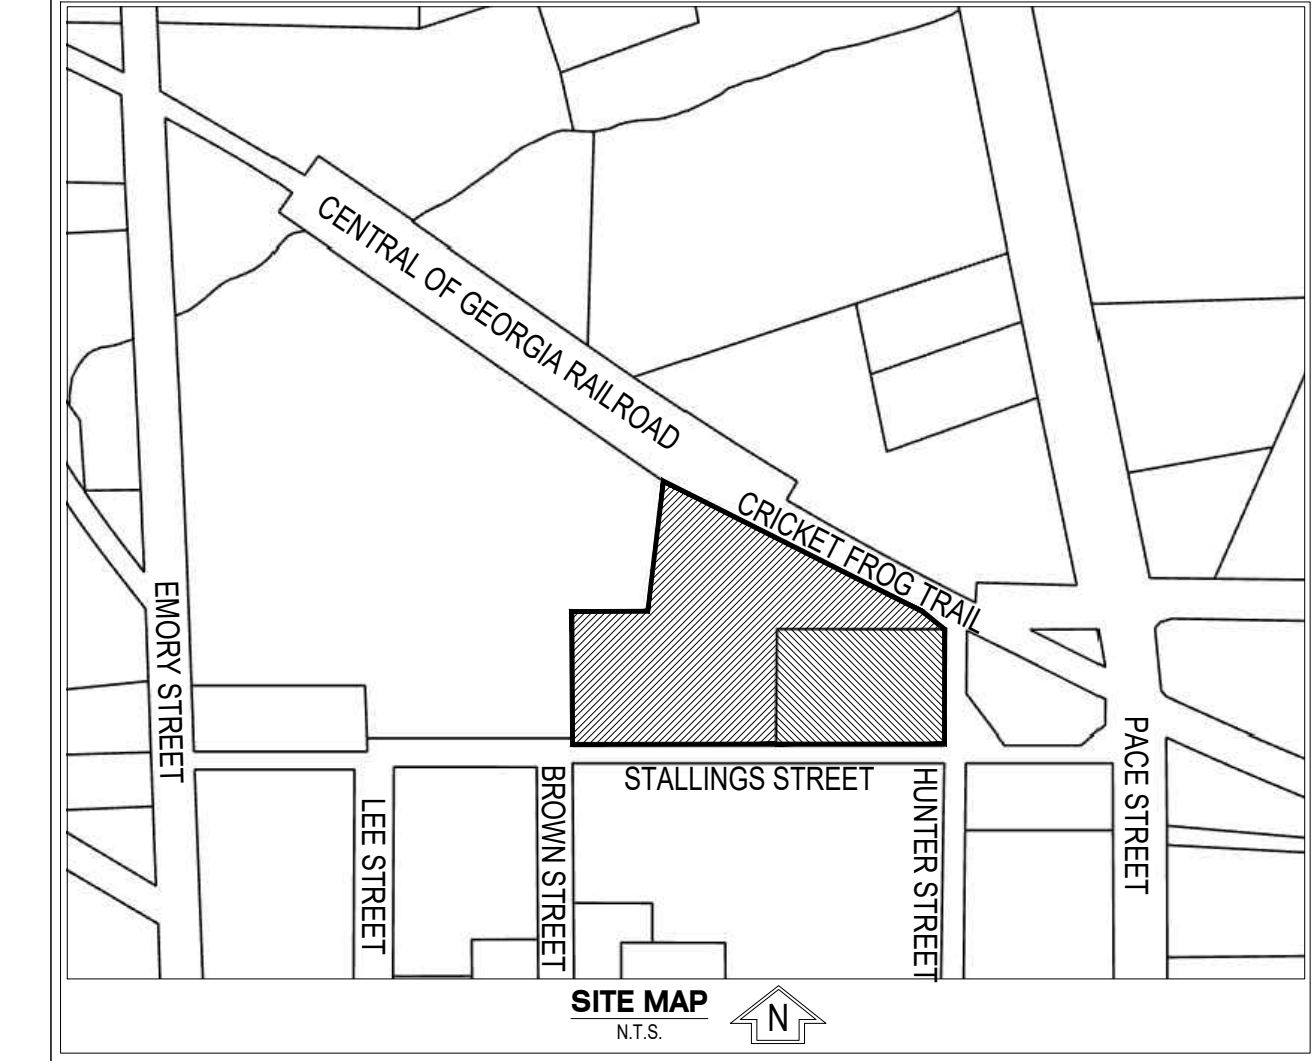 CENTRAL OF GEORGIA RAILROAD
CRICKET FROG TRAIL
EMORY STREET
PACE STREET
STALLINGS STREET
LEE STREET
BROWN STREET
HUNTER STREET
SITE MAP
N.T.S.
N